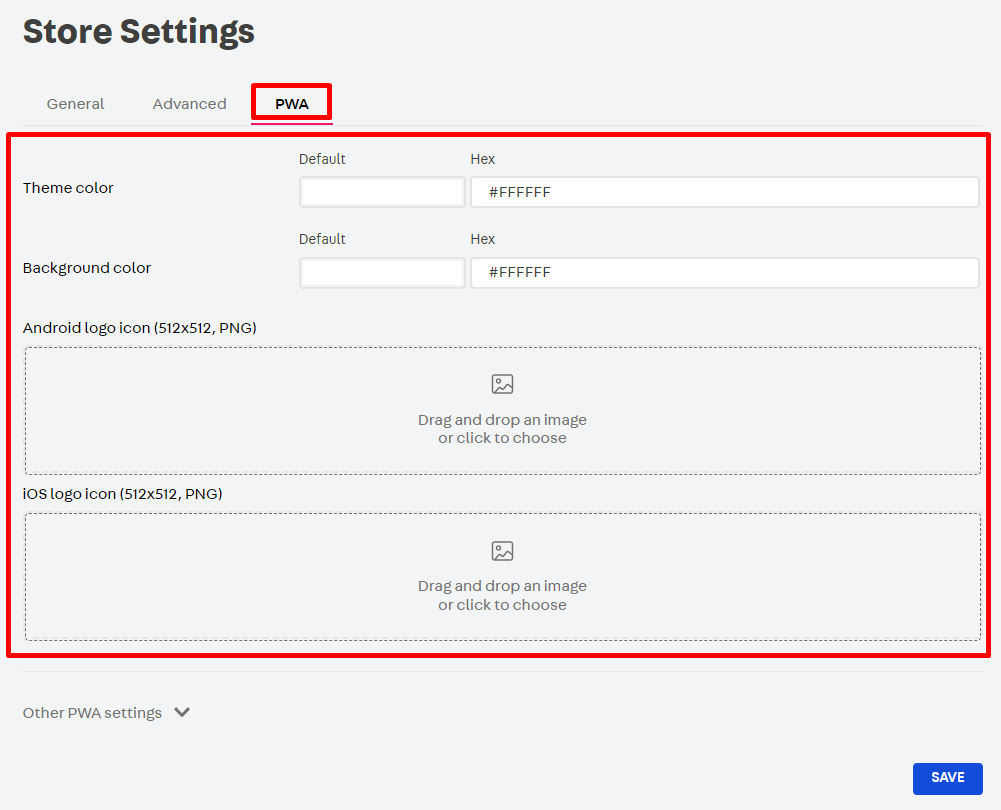 Store Settings
General Advanced PWA
Default Hex
Theme color #FFFFFF
Default Hex
Background color #FFFFFF
Android logo icon (512x512, PNG)
Drag and drop an image
or click to choose
iOS logo icon (512x512, PNG)
Drag and drop an image
or click to choose
Other PWA settings
SAVE